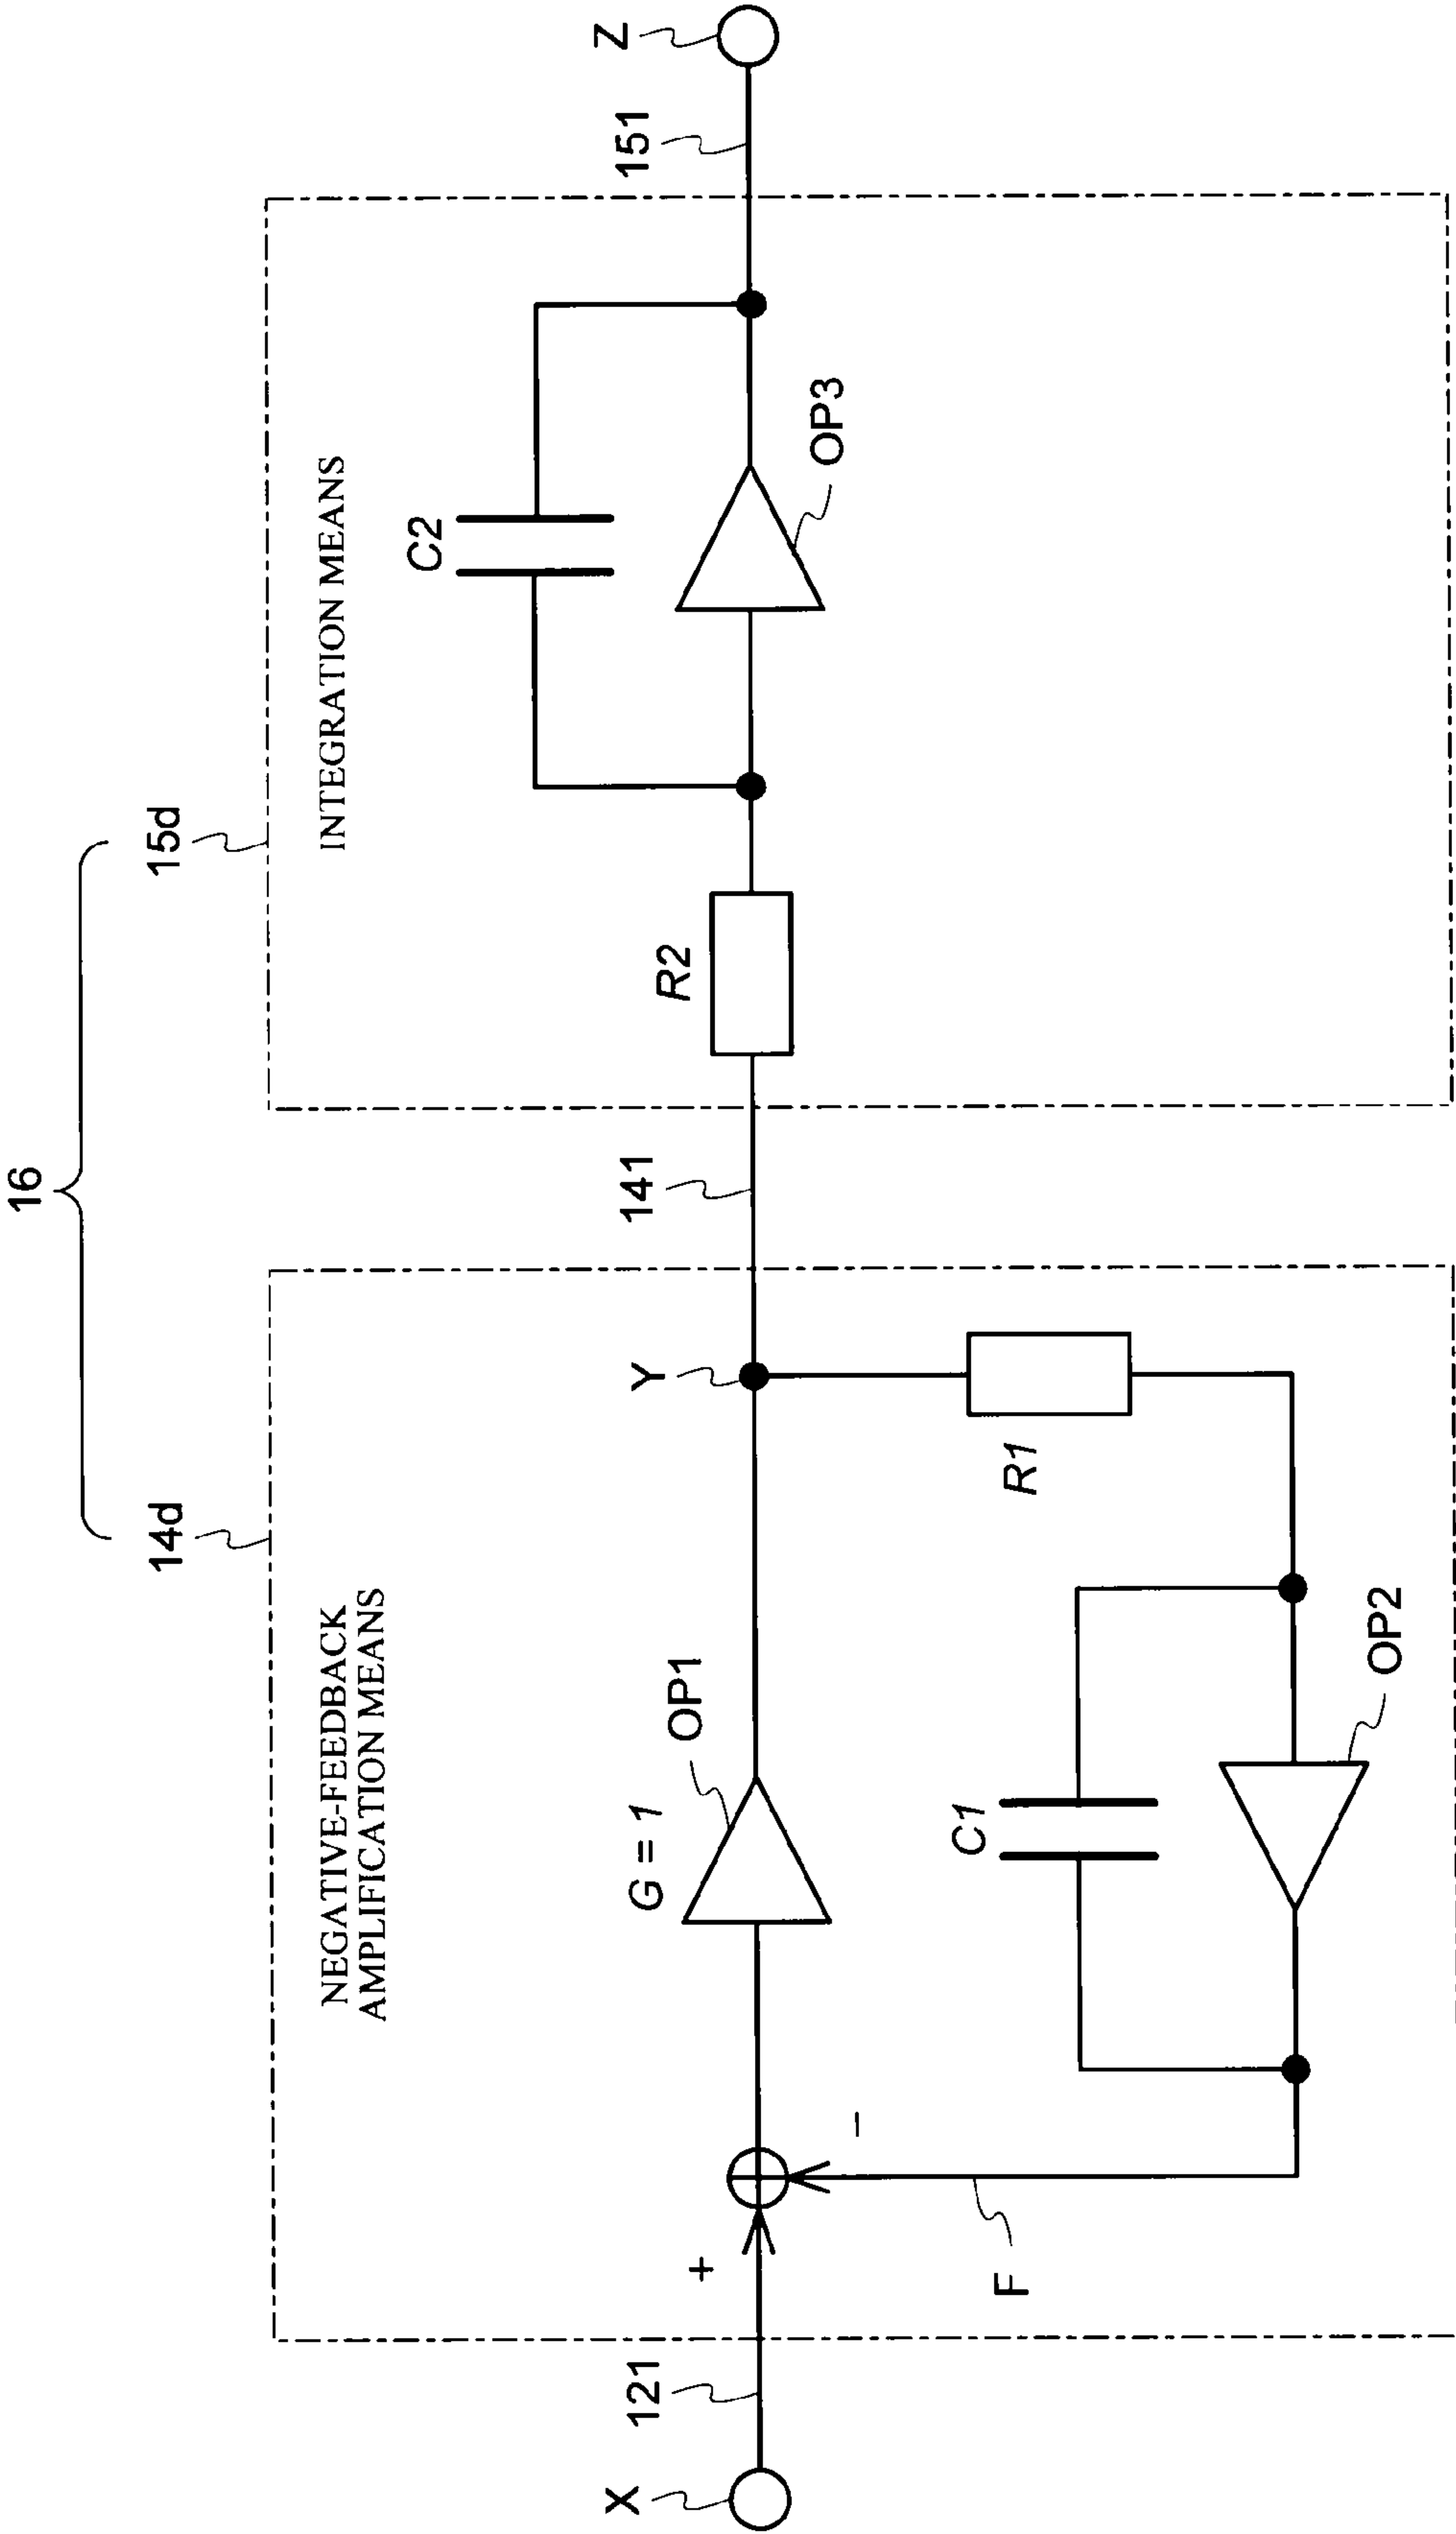 16
14d
15d
NEGATIVE-FEEDBACK
AMPLIFICATION MEANS
INTEGRATION MEANS
C2
X
121
+
G = 1
OP1
Y
141
R2
OP3
151
Z
−
C1
R1
F
OP2